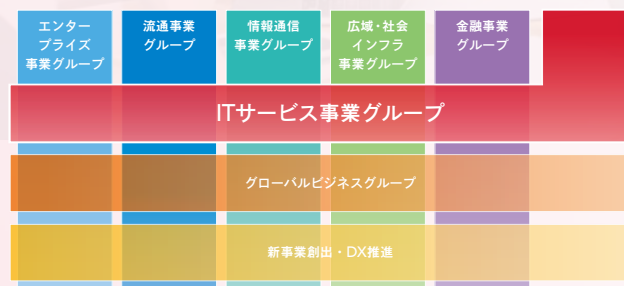 エンター
プライズ
事業グループ
流通事業
グループ
情報通信
事業グループ
広域・社会
インフラ
事業グループ
金融事業
グループ
ITサービス事業グループ
グローバルビジネスグループ
新事業創出・DX推進